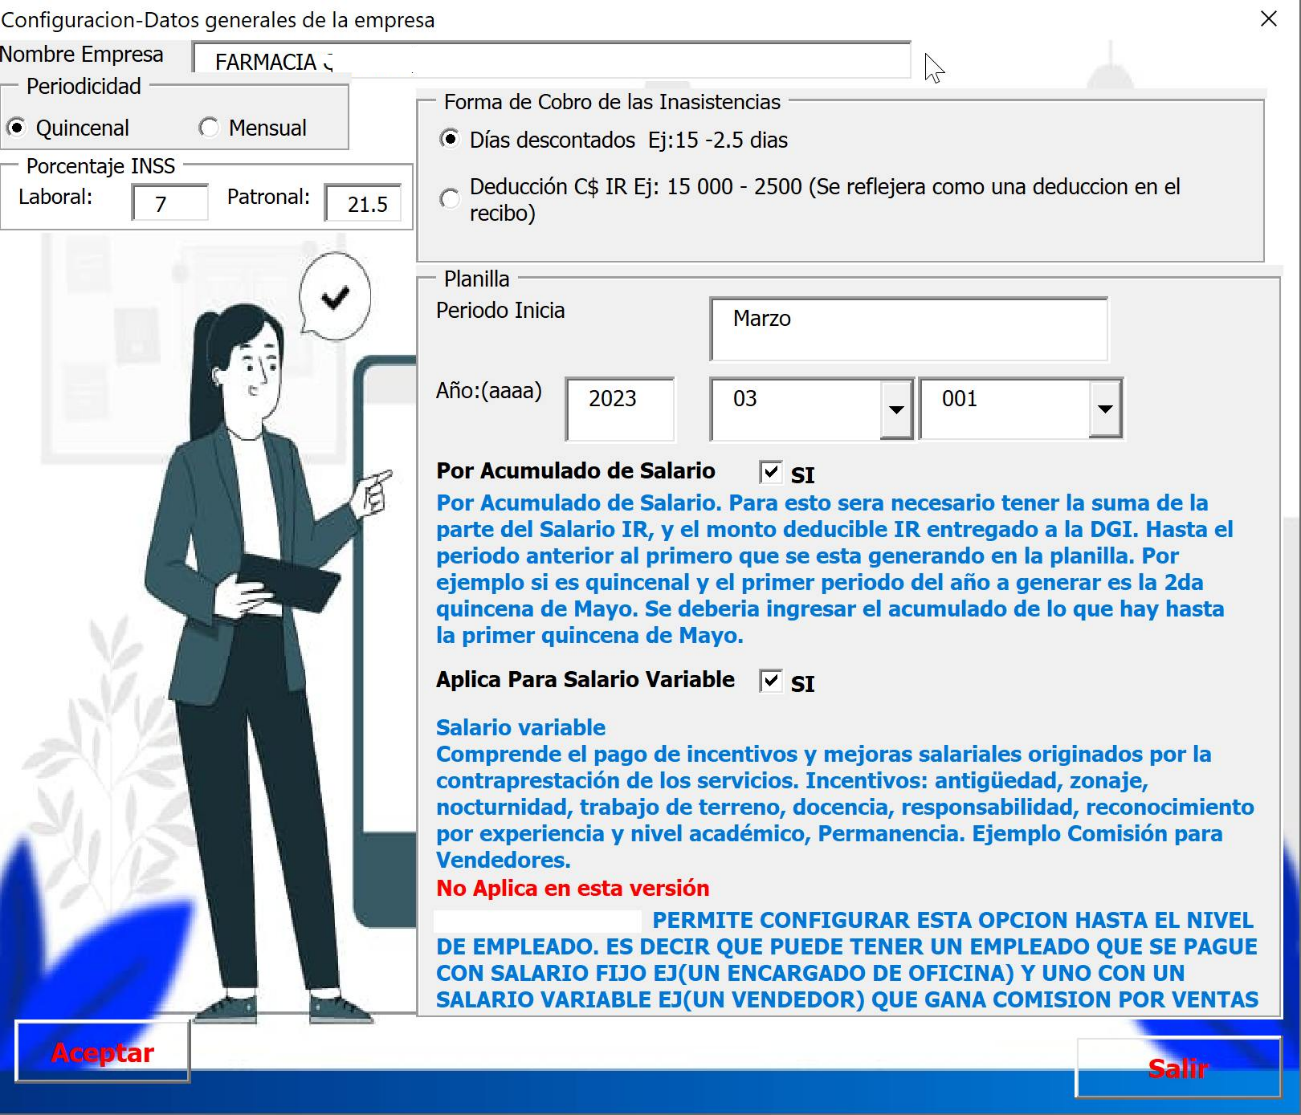 Configuracion-Datos generales de la empresa
Nombre Empresa
FARMACIA
Periodicidad
Quincenal
Mensual
Porcentaje INSS
Laboral:
7
Patronal:
21.5
Forma de Cobro de las Inasistencias
Días descontados Ej:15 -2.5 dias
Deducción C$ IR Ej: 15 000 - 2500 (Se reflejera como una deduccion en el
recibo)
Planilla
Periodo Inicia
Marzo
Año:(aaaa)
2023
03
001
Por Acumulado de Salario
SI
Por Acumulado de Salario. Para esto sera necesario tener la suma de la
parte del Salario IR, y el monto deducible IR entregado a la DGI. Hasta el
periodo anterior al primero que se esta generando en la planilla. Por
ejemplo si es quincenal y el primer periodo del año a generar es la 2da
quincena de Mayo. Se deberia ingresar el acumulado de lo que hay hasta
la primer quincena de Mayo.
Aplica Para Salario Variable
SI
Salario variable
Comprende el pago de incentivos y mejoras salariales originados por la
contraprestación de los servicios. Incentivos: antigüedad, zonaje,
nocturnidad, trabajo de terreno, docencia, responsabilidad, reconocimiento
por experiencia y nivel académico, Permanencia. Ejemplo Comisión para
Vendedores.
No Aplica en esta versión
PERMITE CONFIGURAR ESTA OPCION HASTA EL NIVEL
DE EMPLEADO. ES DECIR QUE PUEDE TENER UN EMPLEADO QUE SE PAGUE
CON SALARIO FIJO EJ(UN ENCARGADO DE OFICINA) Y UNO CON UN
SALARIO VARIABLE EJ(UN VENDEDOR) QUE GANA COMISION POR VENTAS
Aceptar
Salir